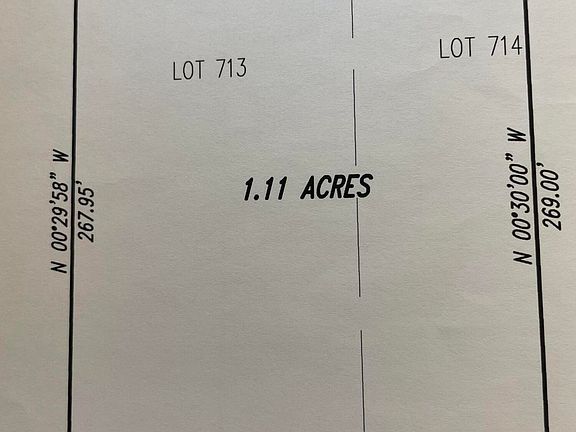 LOT 713
LOT 714
1.11 ACRES
N 00°29'58" W
267.95'
N 00°30'00" W
269.00'